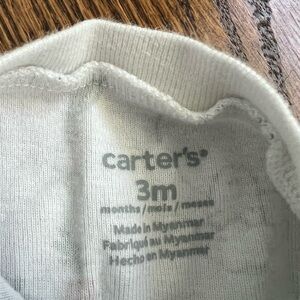 carter's®
3m
months / mois / meses
Made in Myanmar
Fabriqué au Myanmar
Hecho en Myanmar